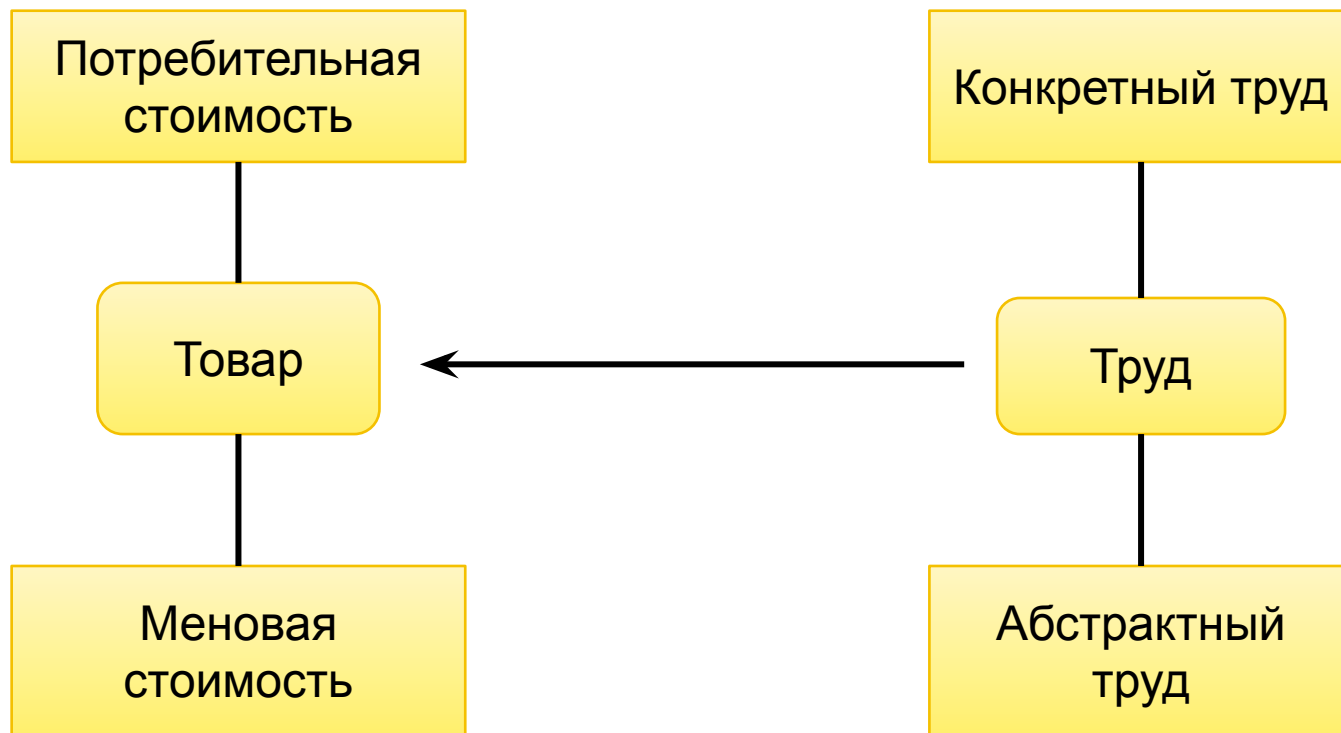 Потребительная
стоимость
Конкретный труд
Товар
Труд
Меновая
стоимость
Абстрактный
труд